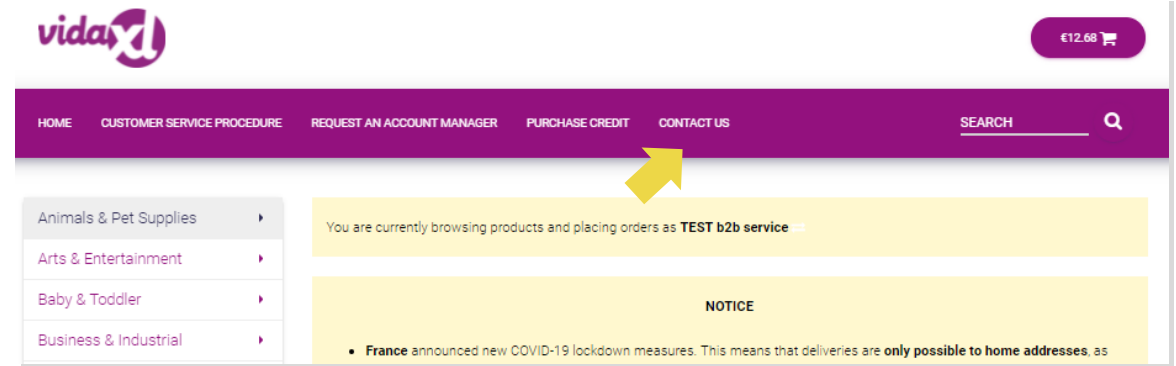 vidaXL
€12.68
HOME CUSTOMER SERVICE PROCEDURE REQUEST AN ACCOUNT MANAGER PURCHASE CREDIT CONTACT US SEARCH
Animals & Pet Supplies
Arts & Entertainment
Baby & Toddler
Business & Industrial
You are currently browsing products and placing orders as TEST b2b service
NOTICE
• France announced new COVID-19 lockdown measures. This means that deliveries are only possible to home addresses, as